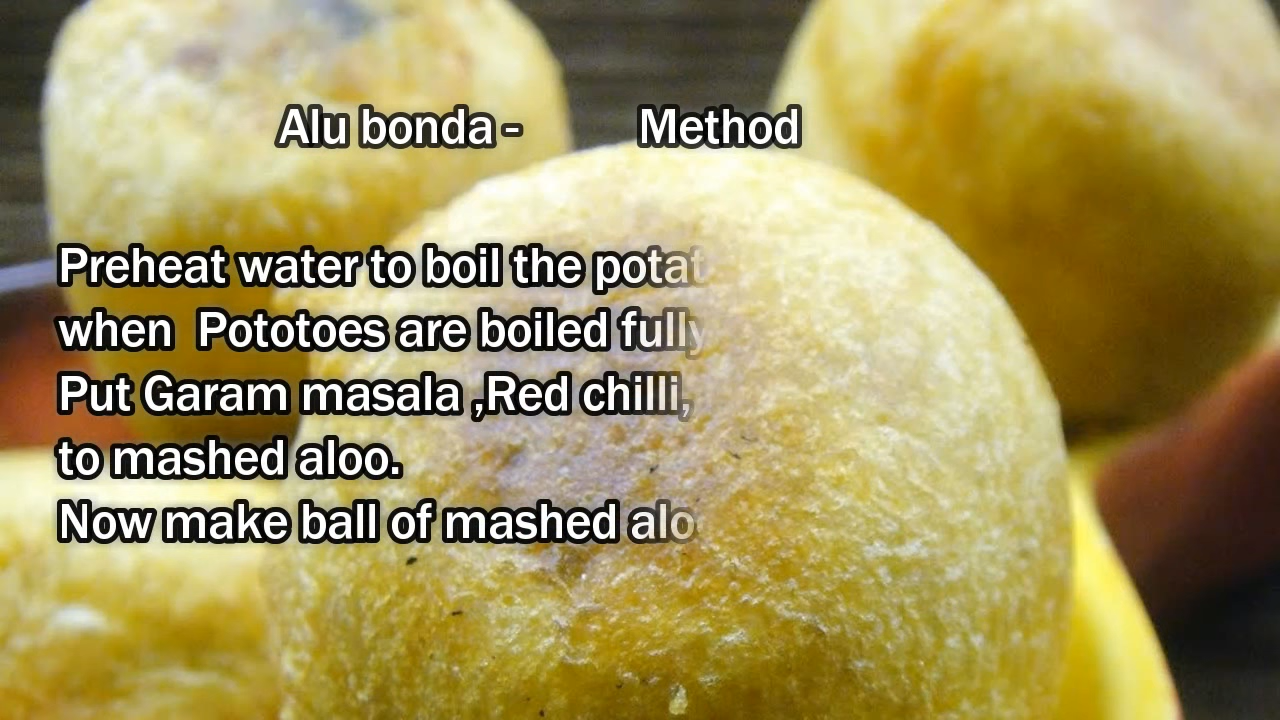 Alu bonda - Method
Preheat water to boil the potat
when Pototoes are boiled fully
Put Garam masala ,Red chilli,
to mashed aloo.
Now make ball of mashed alo